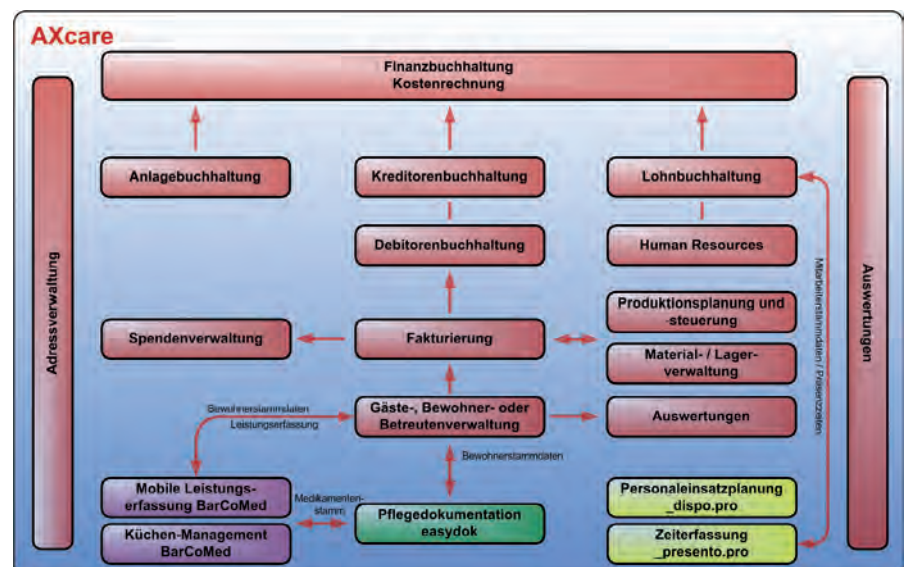 AXcare
Finanzbuchhaltung
Kostenrechnung
Adressverwaltung
Auswertungen
Anlagebuchhaltung
Kreditorenbuchhaltung
Lohnbuchhaltung
Debitorenbuchhaltung
Human Resources
Mitarbeiterstammdaten / Präsenzzeiten
Produktionsplanung und
-steuerung
Spendenverwaltung
Fakturierung
Material- / Lager-
verwaltung
Bewohnerstammdaten
Leistungserfassung
Gäste-, Bewohner- oder
Betreutenverwaltung
Auswertungen
Bewohnerstammdaten
Mobile Leistungs-
erfassung BarCoMed
Medikamenten-
stamm
Pflegedokumentation
easydok
Personaleinsatzplanung
_dispo.pro
Küchen-Management
BarCoMed
Zeiterfassung
_presento.pro